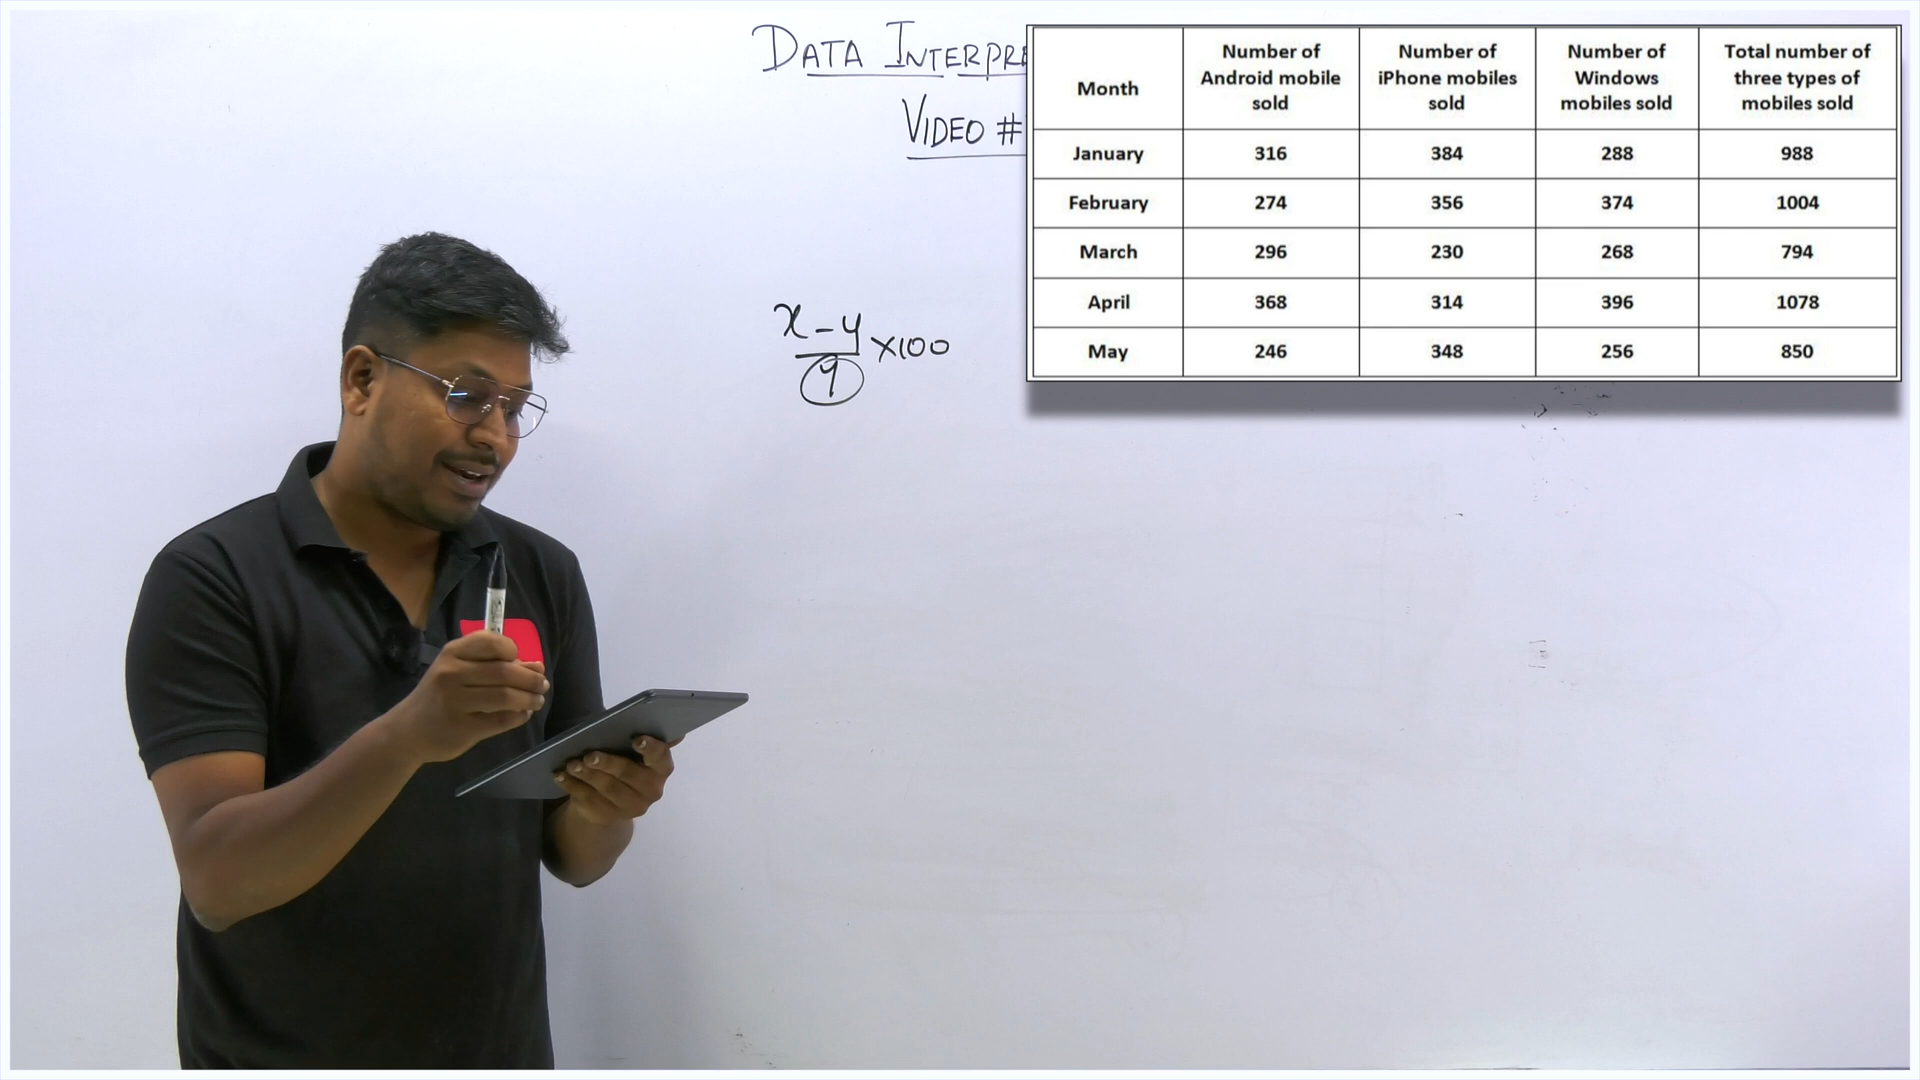 DATA INTERPRE
VIDEO #
x-y
y
×100
Month Number of Android mobile sold Number of iPhone mobiles sold Number of Windows mobiles sold Total number of three types of mobiles sold
January 316 384 288 988
February 274 356 374 1004
March 296 230 268 794
April 368 314 396 1078
May 246 348 256 850